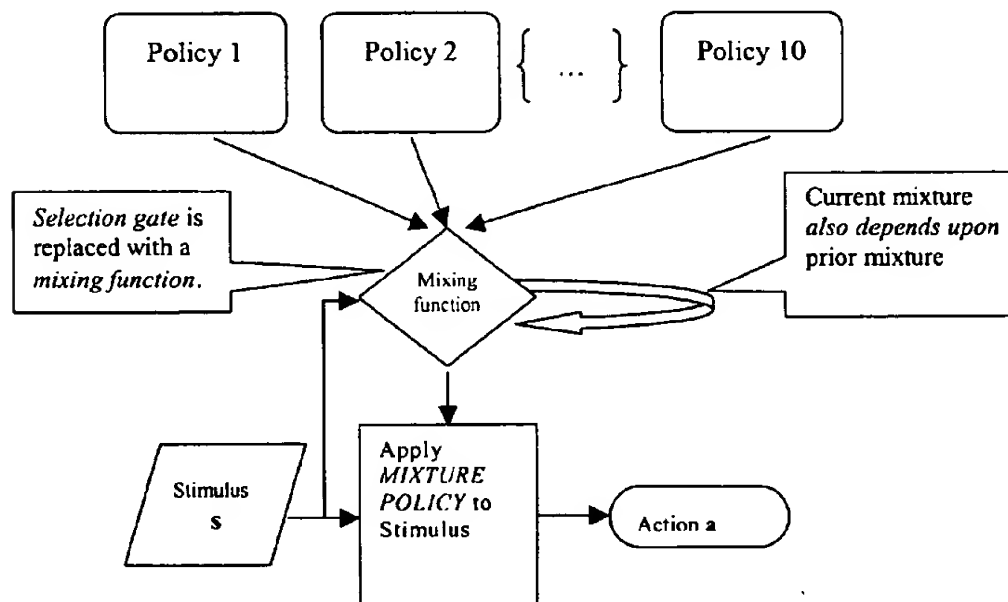 Policy 1
Policy 2
{ ... }
Policy 10
Selection gate is
replaced with a
mixing function.
Current mixture
also depends upon
prior mixture
Mixing
function
Stimulus
s
Apply
MIXTURE
POLICY to
Stimulus
Action a